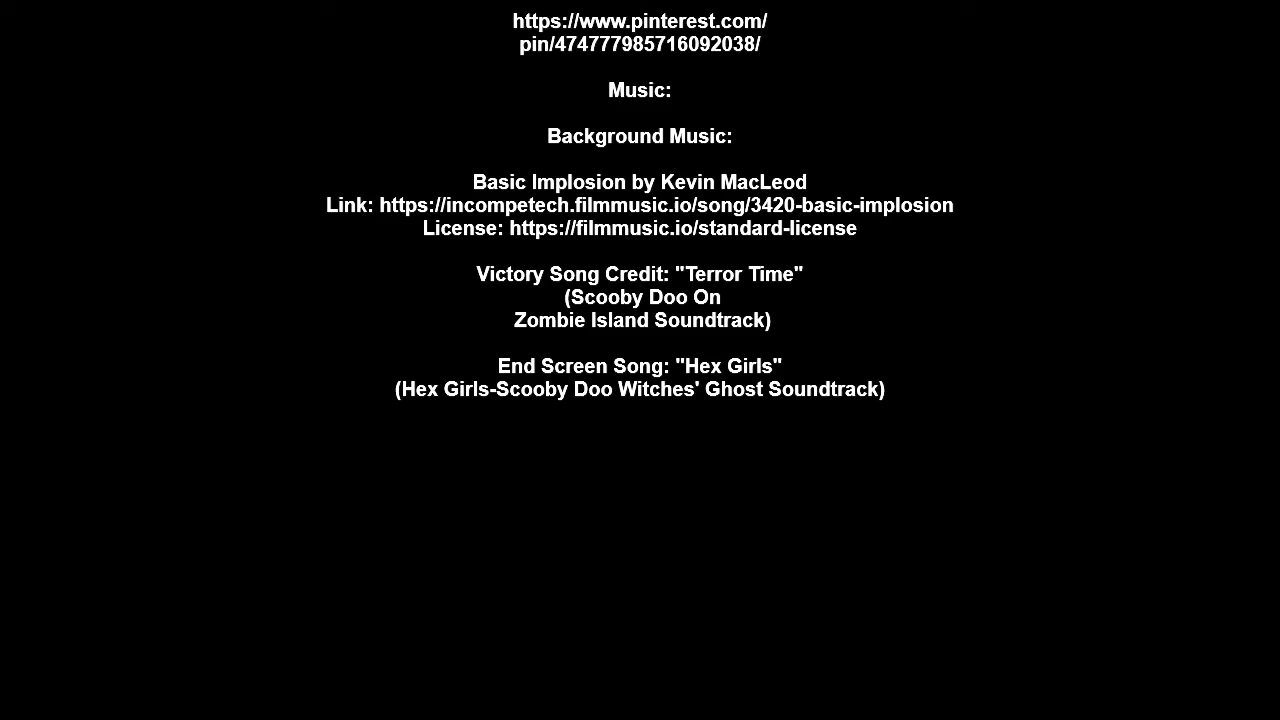 https://www.pinterest.com/
pin/474777985716092038/
Music:
Background Music:
Basic Implosion by Kevin MacLeod
Link: https://incompetech.filmmusic.io/song/3420-basic-implosion
License: https://filmmusic.io/standard-license
Victory Song Credit: "Terror Time"
(Scooby Doo On
Zombie Island Soundtrack)
End Screen Song: "Hex Girls"
(Hex Girls-Scooby Doo Witches' Ghost Soundtrack)